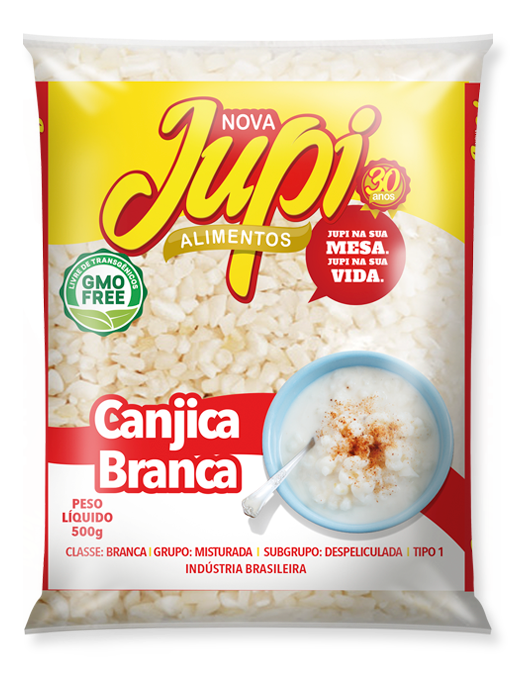 NOVA
Jupi
ALIMENTOS
30
anos
JUPI NA SUA
MESA.
JUPI NA SUA
VIDA.
LIVRE DE TRANSGÊNICOS
GMO
FREE
Canjica
Branca
PESO
LÍQUIDO
500g
CLASSE: BRANCA | GRUPO: MISTURADA | SUBGRUPO: DESPELICULADA | TIPO 1
INDÚSTRIA BRASILEIRA